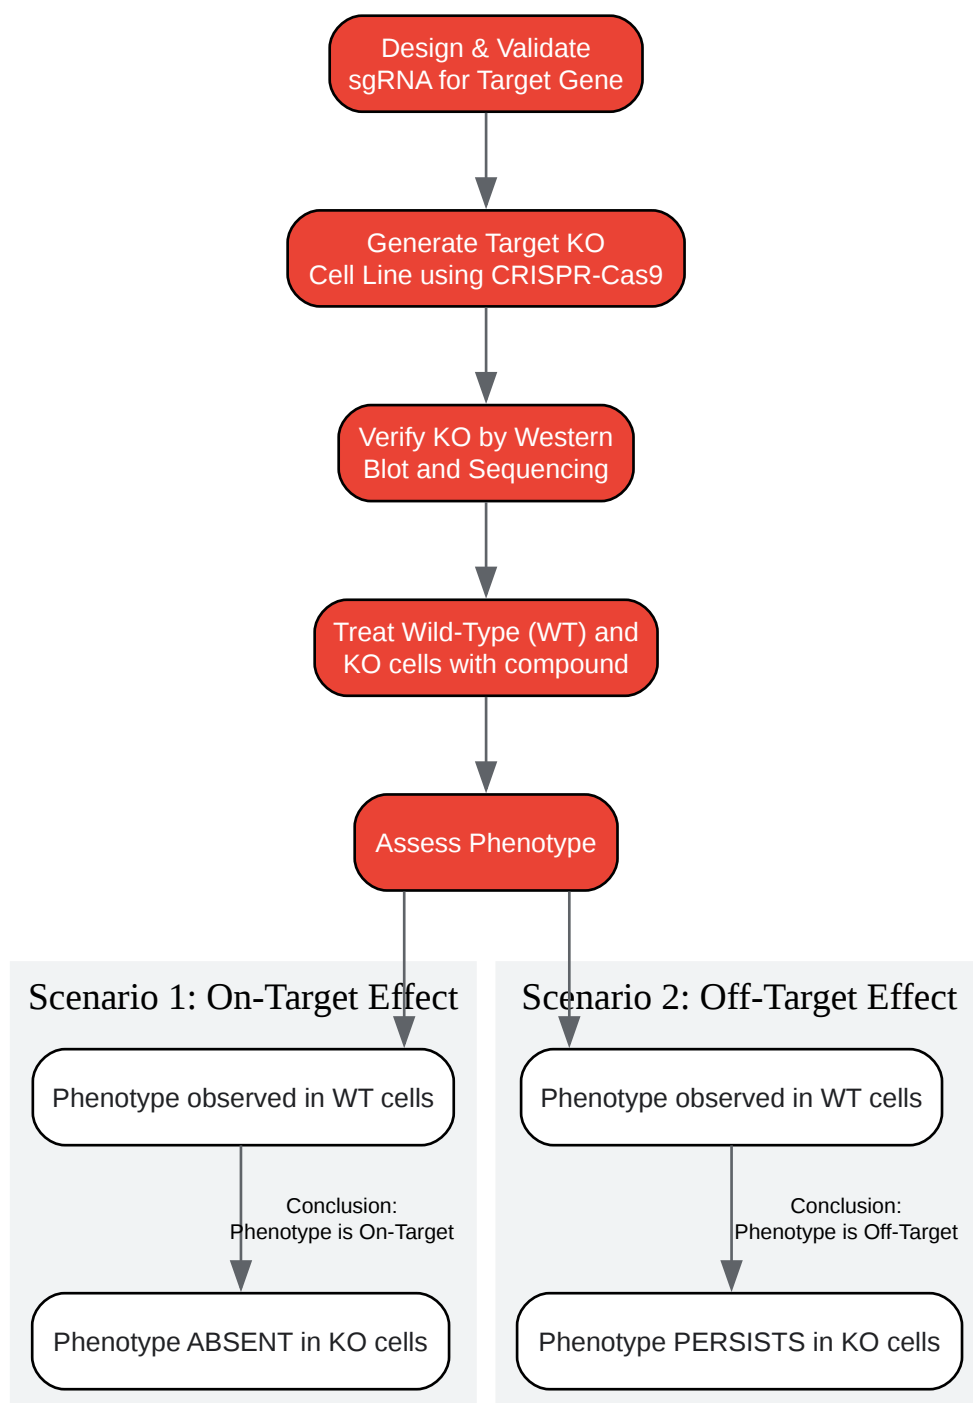 Design & Validate
sgRNA for Target Gene
Generate Target KO
Cell Line using CRISPR-Cas9
Verify KO by Western
Blot and Sequencing
Treat Wild-Type (WT) and
KO cells with compound
Assess Phenotype
Scenario 1: On-Target Effect
Phenotype observed in WT cells
Conclusion:
Phenotype is On-Target
Phenotype ABSENT in KO cells
Scenario 2: Off-Target Effect
Phenotype observed in WT cells
Conclusion:
Phenotype is Off-Target
Phenotype PERSISTS in KO cells